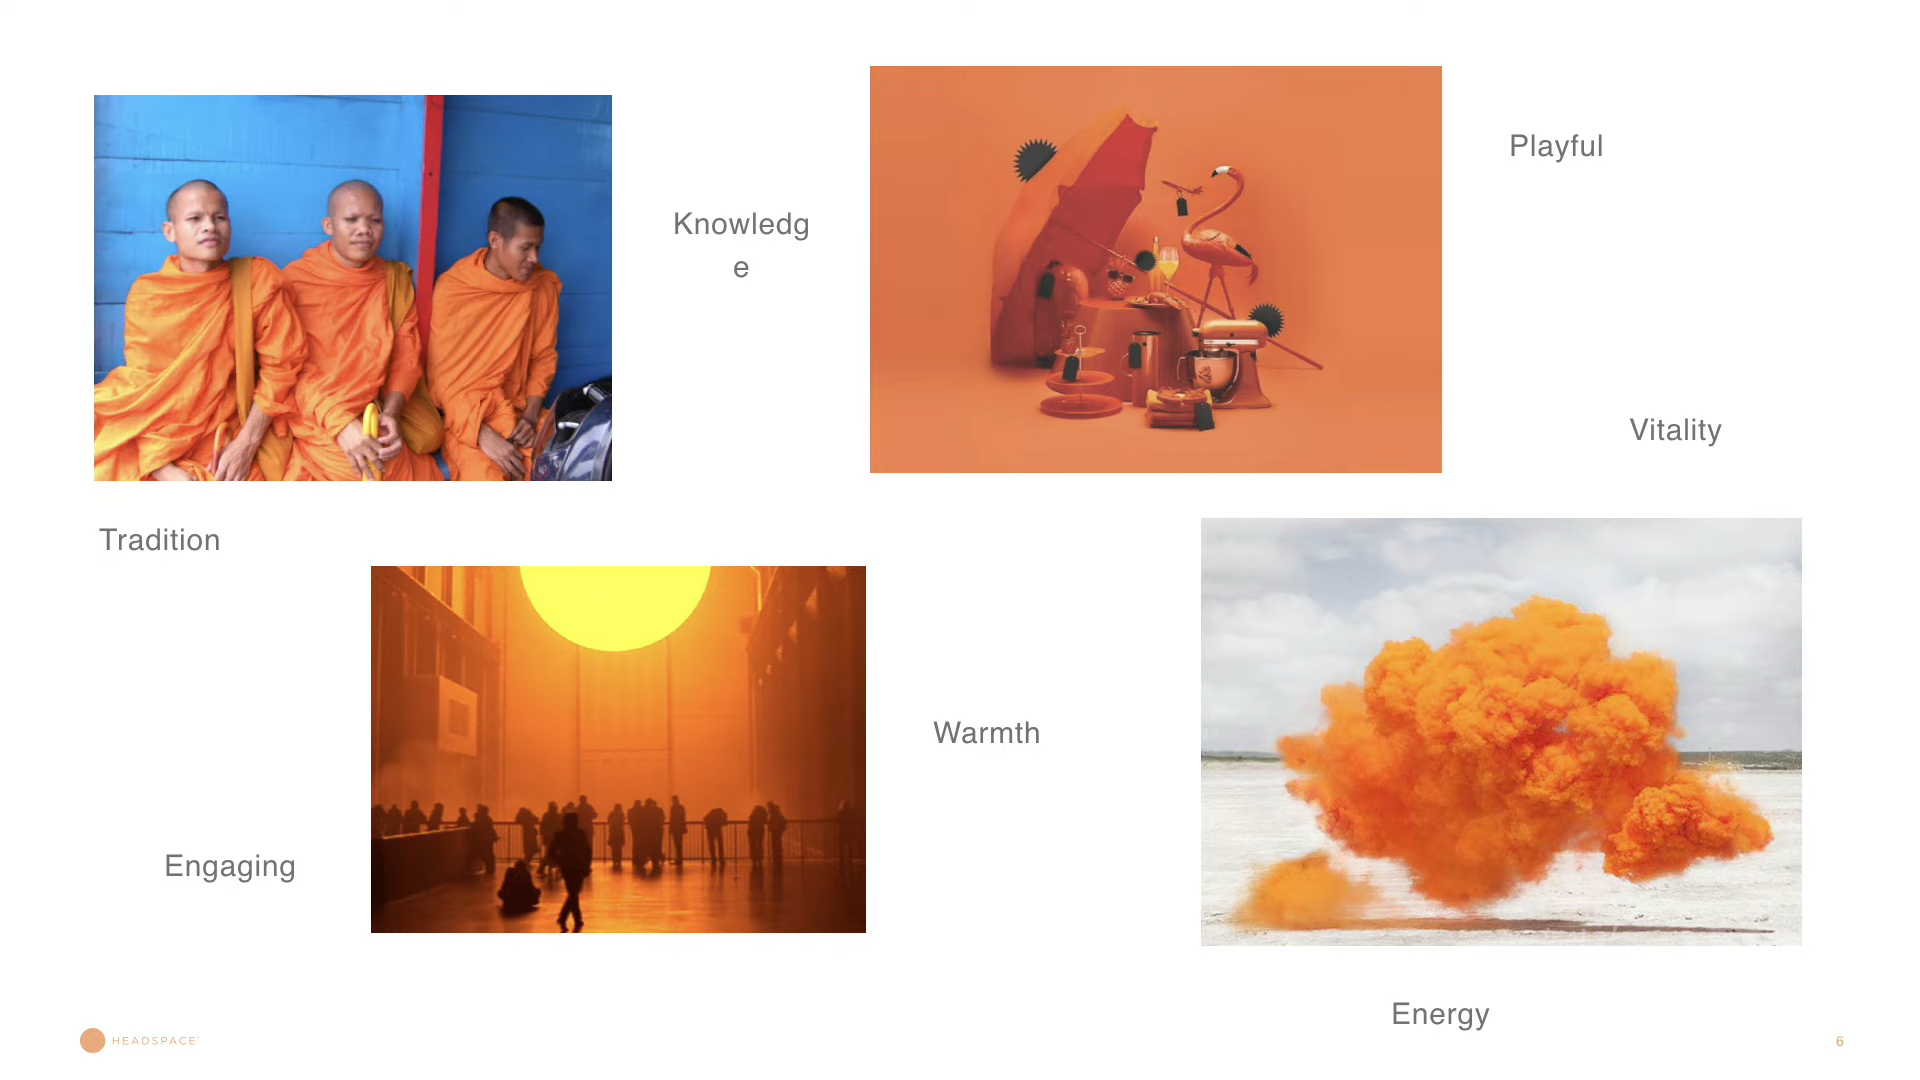 Playful
Knowledg
e
Vitality
Tradition
Warmth
Engaging
Energy
HEADSPACE
6